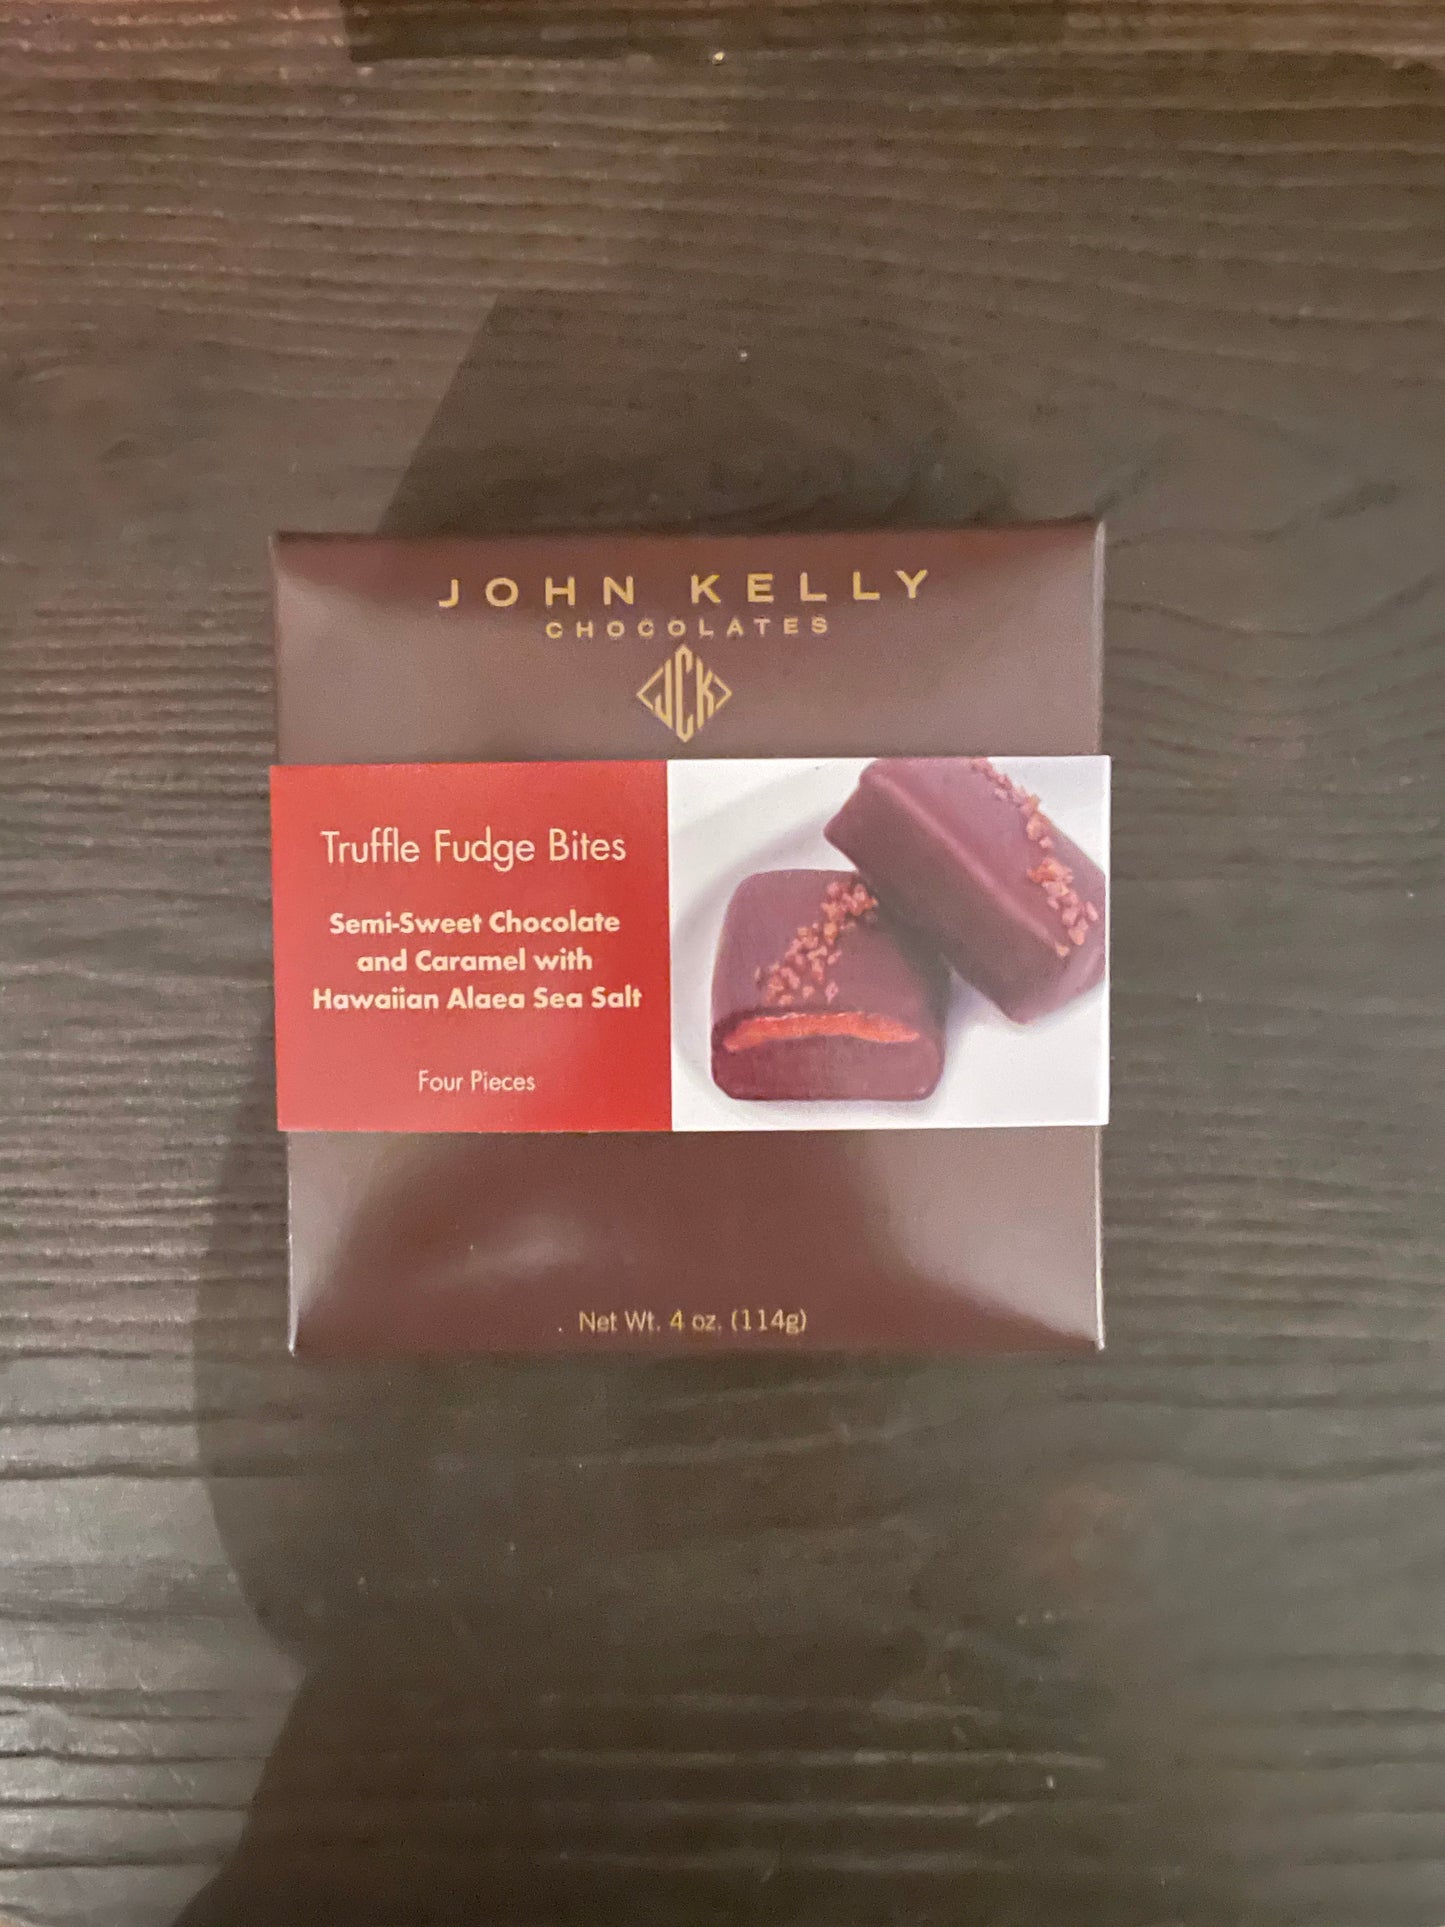 JOHN KELLY
CHOCOLATES
JCK
Truffle Fudge Bites
Semi-Sweet Chocolate
and Caramel with
Hawaiian Alaea Sea Salt
Four Pieces
Net Wt. 4 oz. (114g)